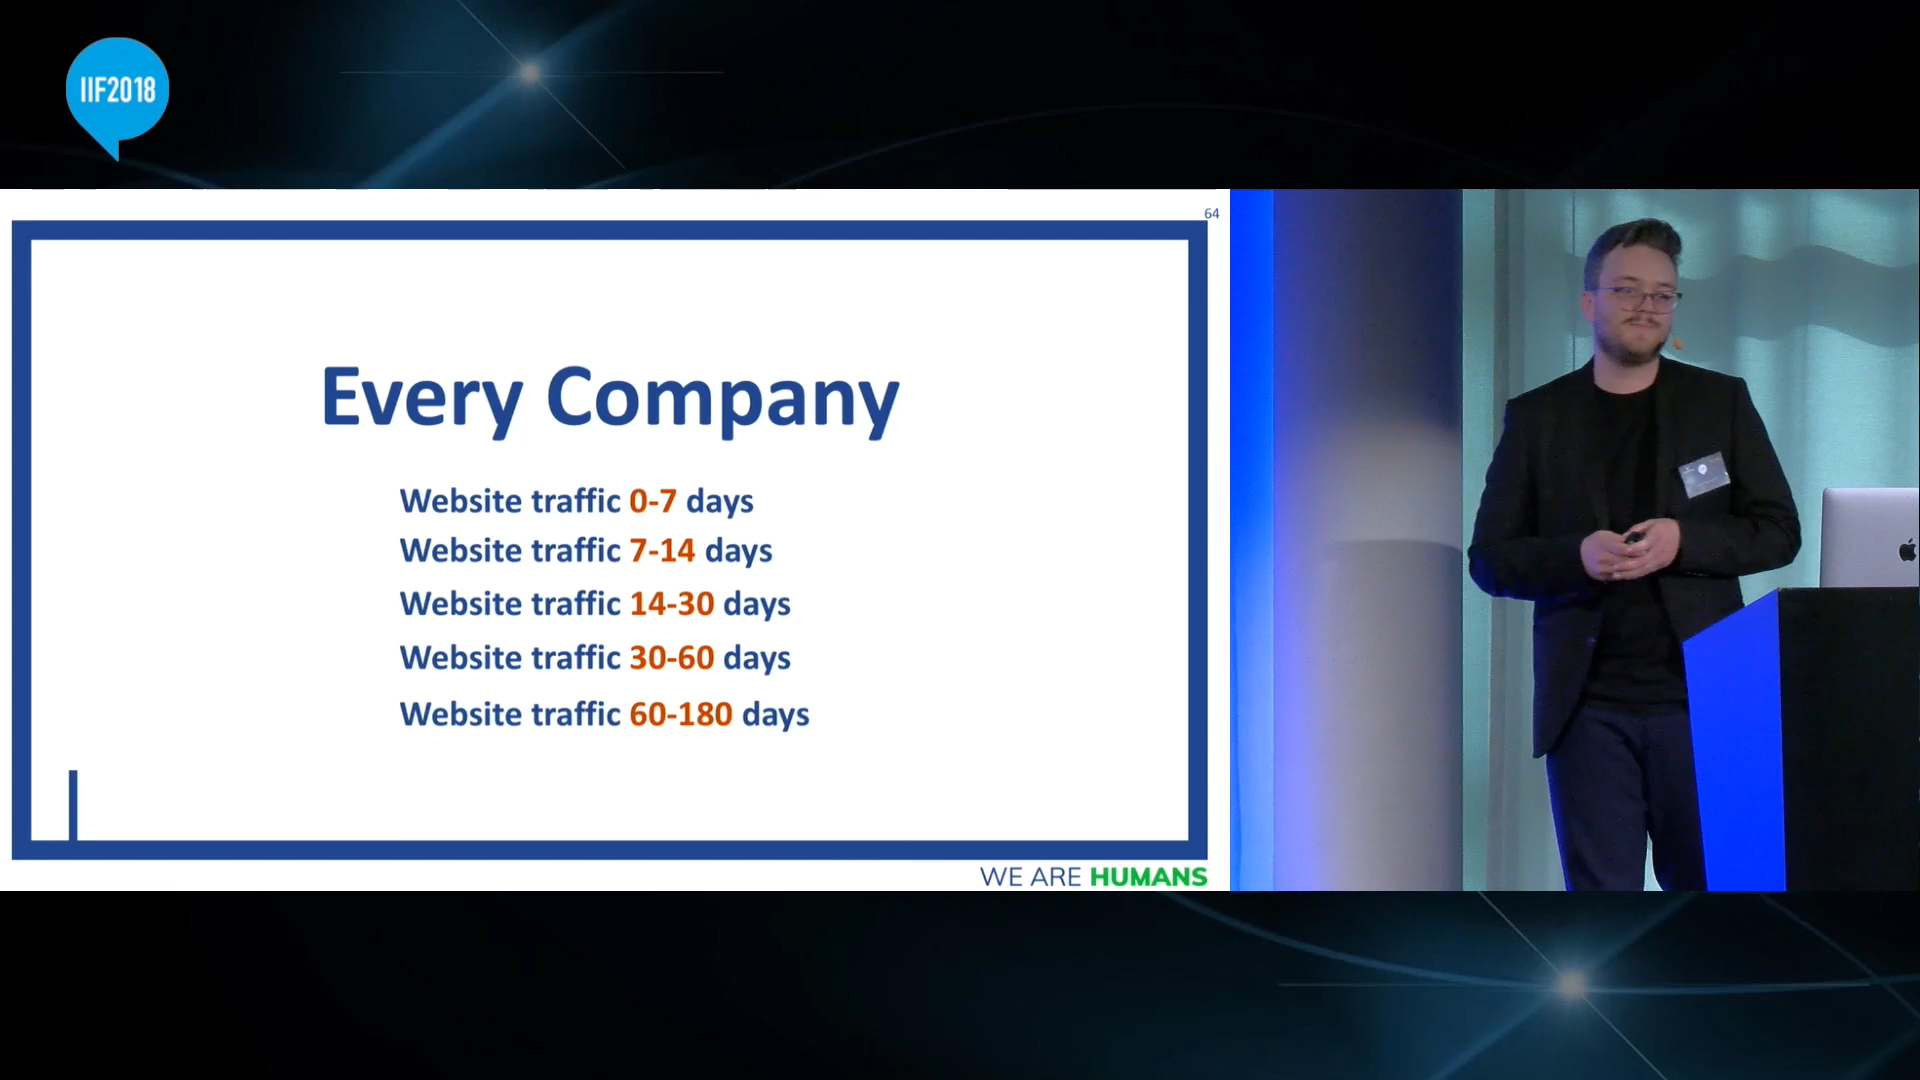 IIF2018
64
Every Company
Website traffic 0-7 days
Website traffic 7-14 days
Website traffic 14-30 days
Website traffic 30-60 days
Website traffic 60-180 days
WE ARE HUMANS